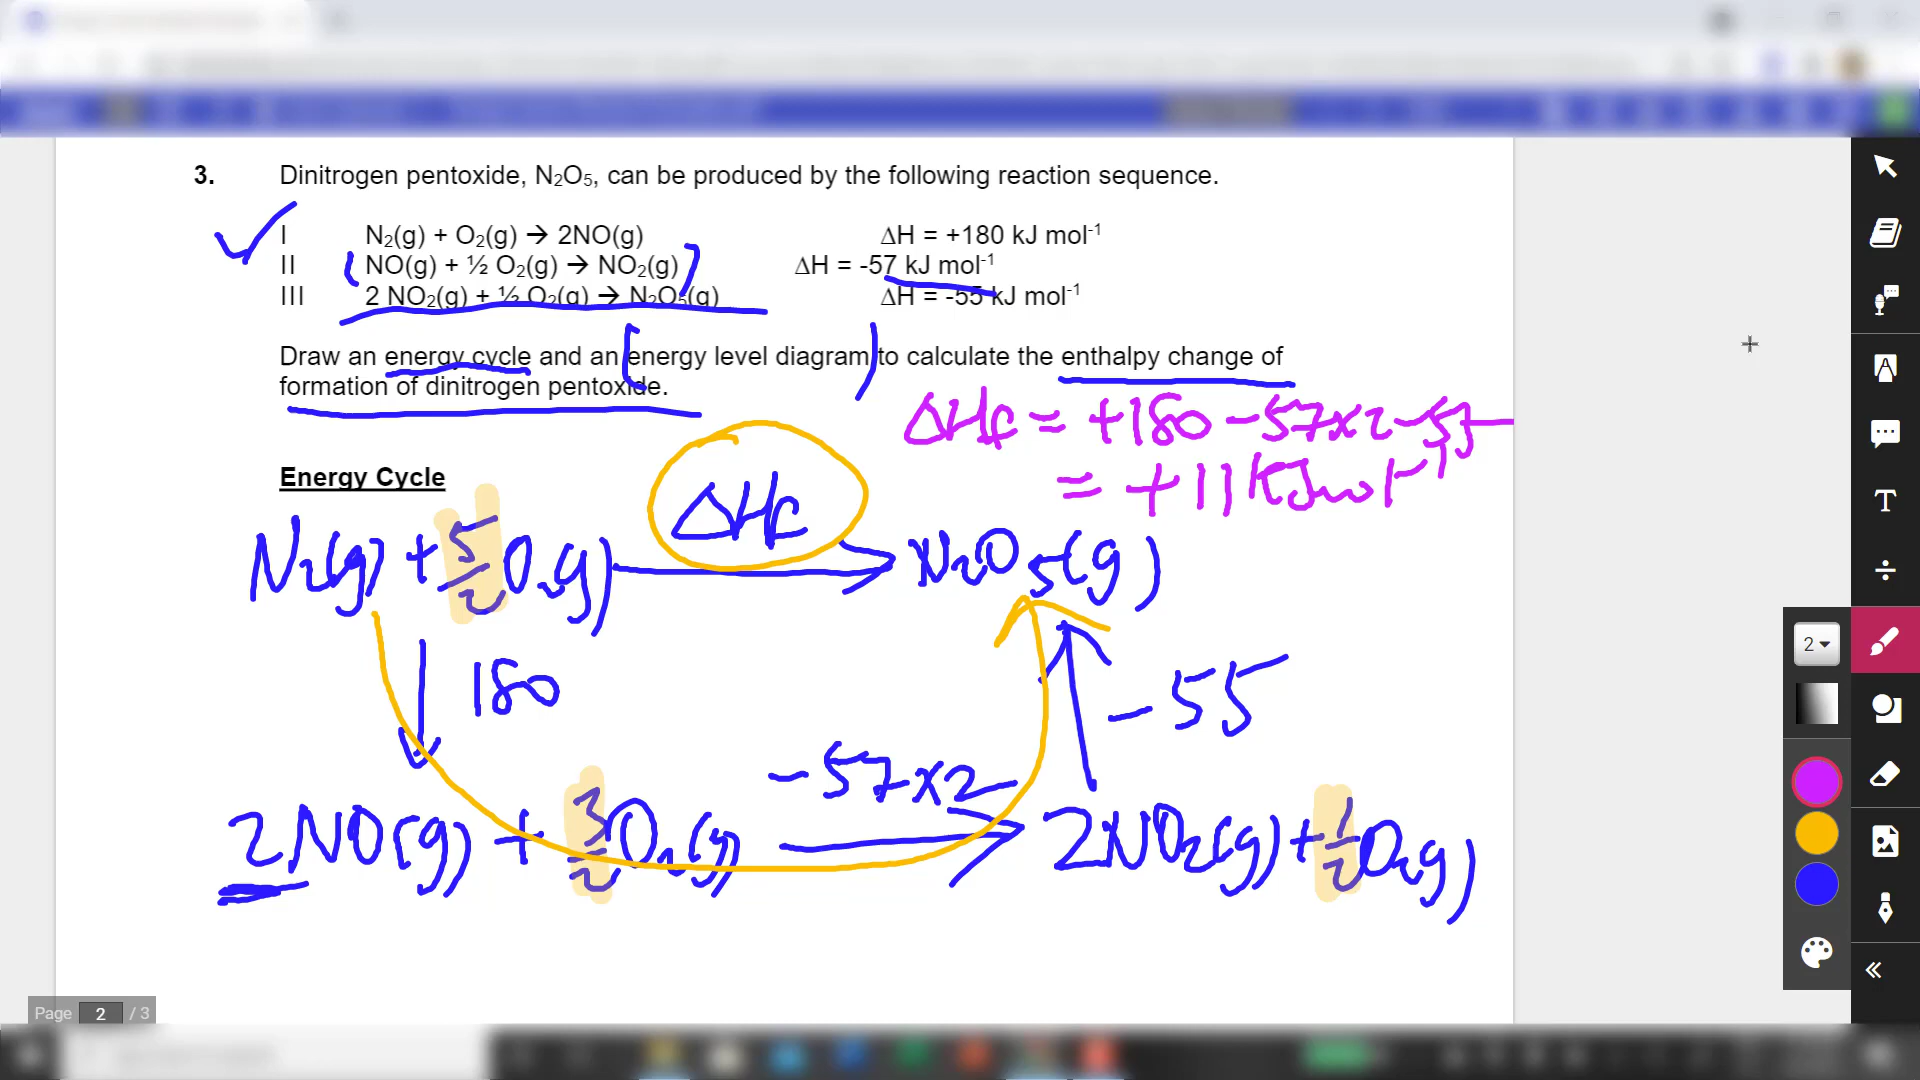 3. Dinitrogen pentoxide, N₂O₅, can be produced by the following reaction sequence.
I N₂(g) + O₂(g) → 2NO(g) ΔH = +180 kJ mol⁻¹
II NO(g) + ½ O₂(g) → NO₂(g) ΔH = -57 kJ mol⁻¹
III 2 NO₂(g) + ½ O₂(g) → N₂O₅(g) ΔH = -55 kJ mol⁻¹
Draw an energy cycle and an energy level diagram to calculate the enthalpy change of
formation of dinitrogen pentoxide.
ΔHf = +180 -57x2 -55
= +11 kJmol⁻¹
Energy Cycle
ΔHf
N₂(g) + 5/2 O₂(g) → N₂O₅(g)
180
-55
-57x2
2NO(g) + 3/2 O₂(g) → 2NO₂(g) + 1/2 O₂(g)
2
Page 2 / 3